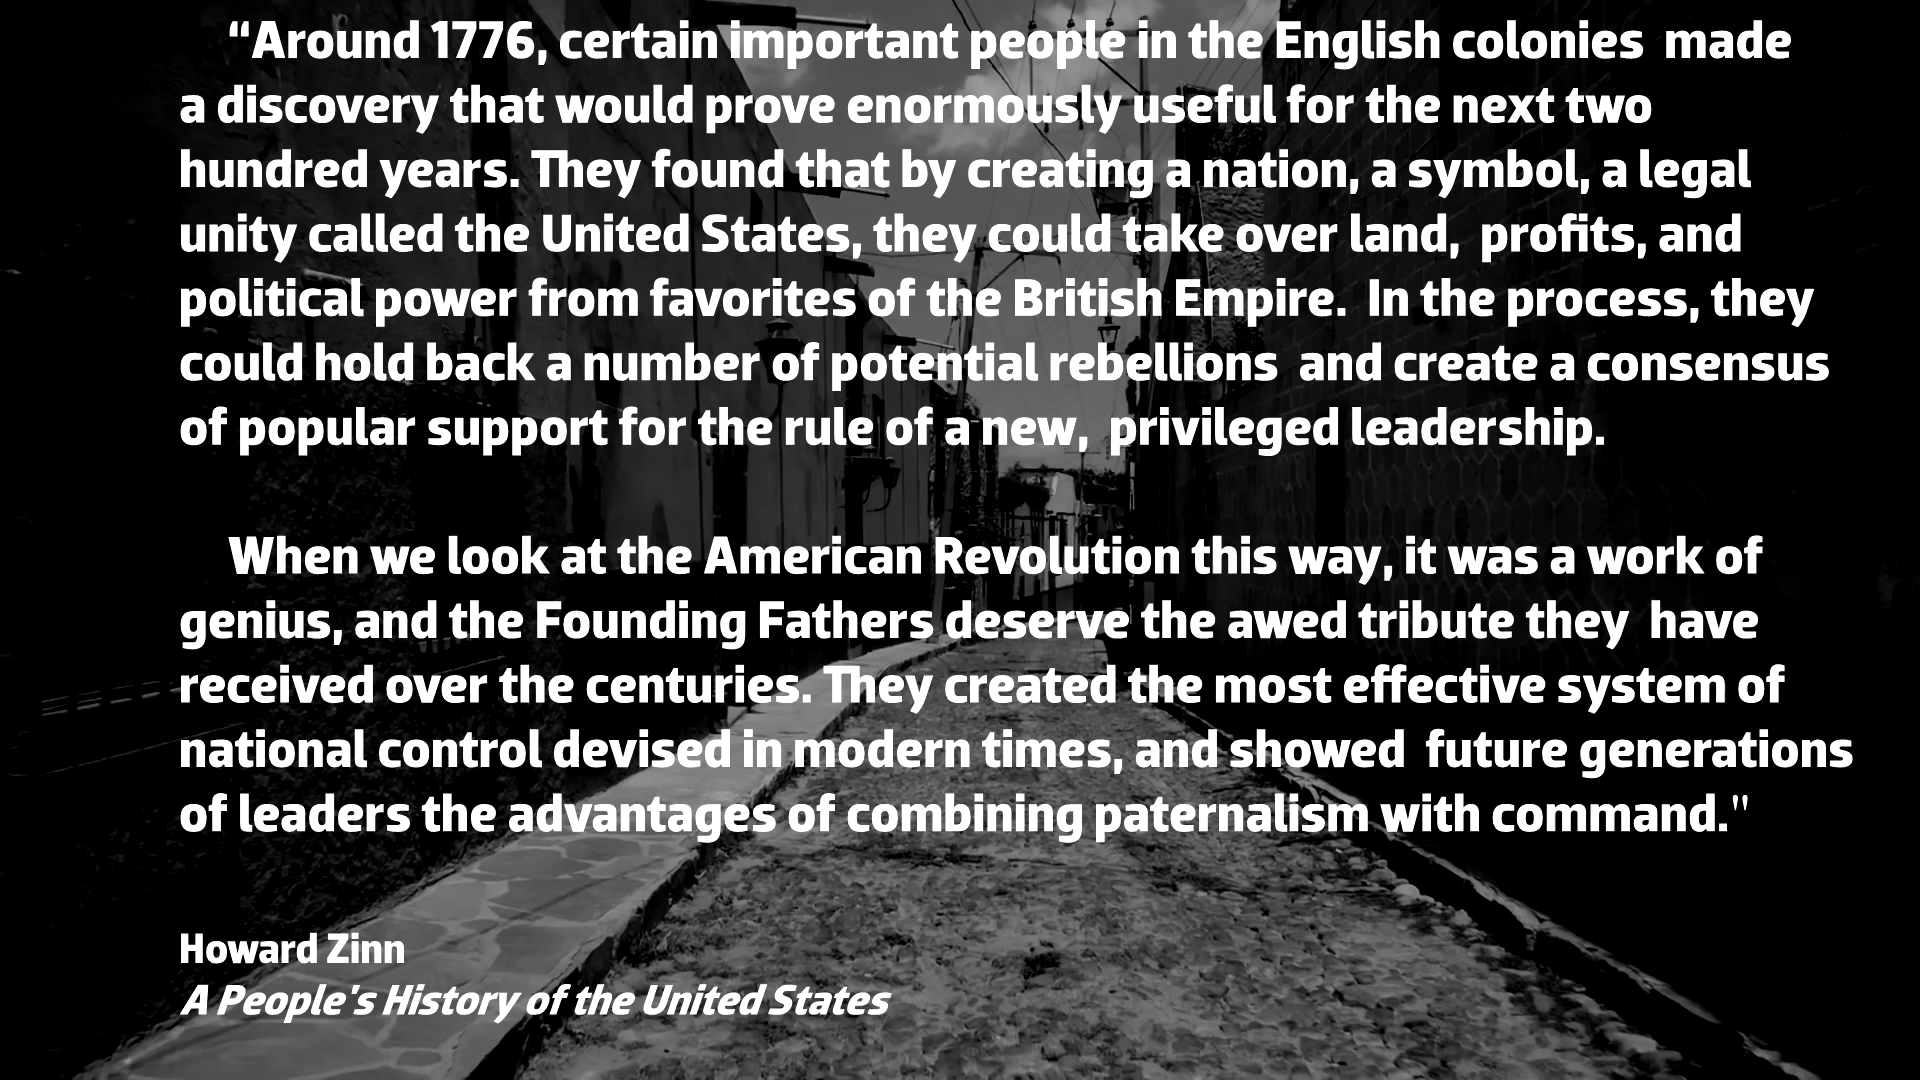 “Around 1776, certain important people in the English colonies made
a discovery that would prove enormously useful for the next two
hundred years. They found that by creating a nation, a symbol, a legal
unity called the United States, they could take over land, profits, and
political power from favorites of the British Empire. In the process, they
could hold back a number of potential rebellions and create a consensus
of popular support for the rule of a new, privileged leadership.
When we look at the American Revolution this way, it was a work of
genius, and the Founding Fathers deserve the awed tribute they have
received over the centuries. They created the most effective system of
national control devised in modern times, and showed future generations
of leaders the advantages of combining paternalism with command."
Howard Zinn
A People's History of the United States